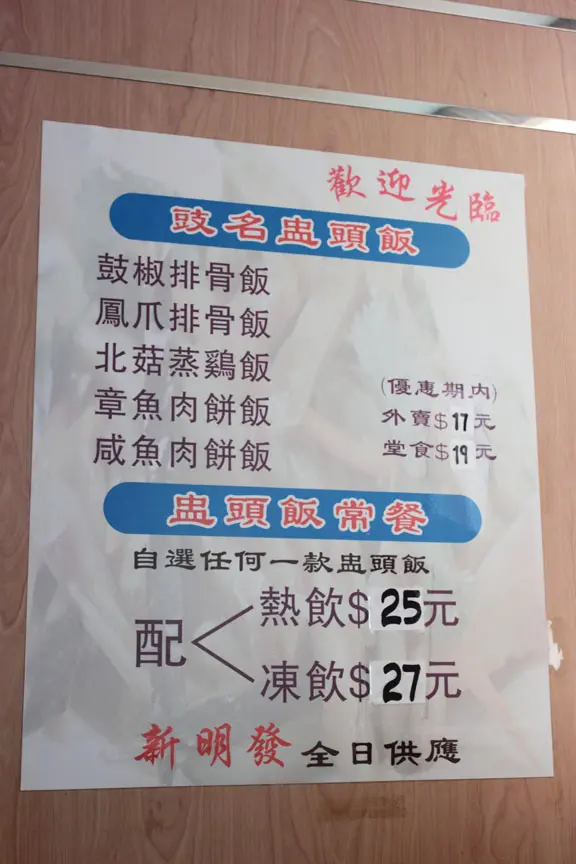 歡迎光臨
豉名盅頭飯
鼓椒排骨飯
鳳爪排骨飯
北菇蒸鷄飯
章魚肉餅飯
咸魚肉餅飯
(優惠期內)
外賣$17元
堂食$19元
盅頭飯常餐
自選任何一款盅頭飯
配
熱飲$25元
凍飲$27元
新明發 全日供應